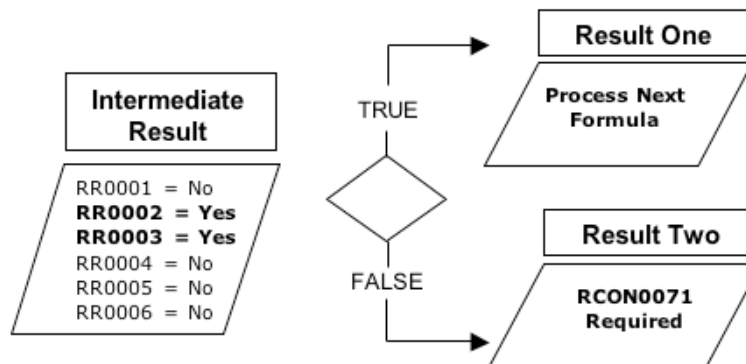 Intermediate
Result
RR0001 = No
RR0002 = Yes
RR0003 = Yes
RR0004 = No
RR0005 = No
RR0006 = No
TRUE
FALSE
Result One
Process Next
Formula
Result Two
RCON0071
Required